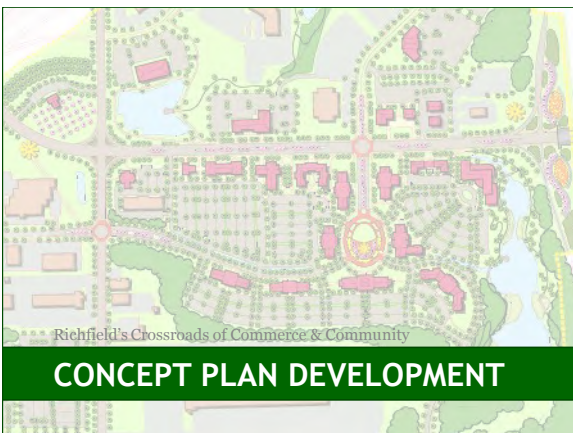 Richfield's Crossroads of Commerce & Community
CONCEPT PLAN DEVELOPMENT